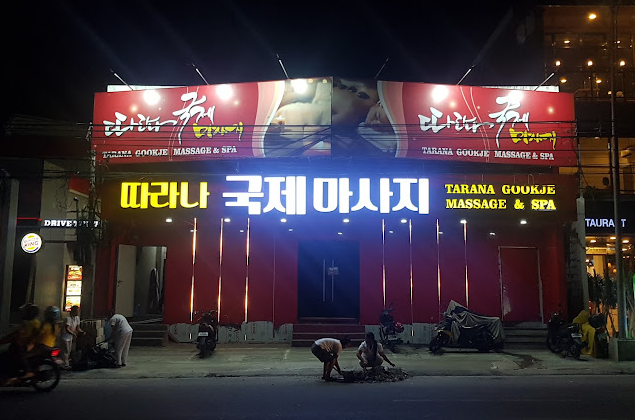 따라나 국제 마사지
TARANA GOOKJE MASSAGE & SPA
따라나 국제 마사지
TARANA GOOKJE MASSAGE & SPA
따라나 국제 마사지
TARANA GOOKJE
MASSAGE & SPA
DRIVE
KING
TAURANT